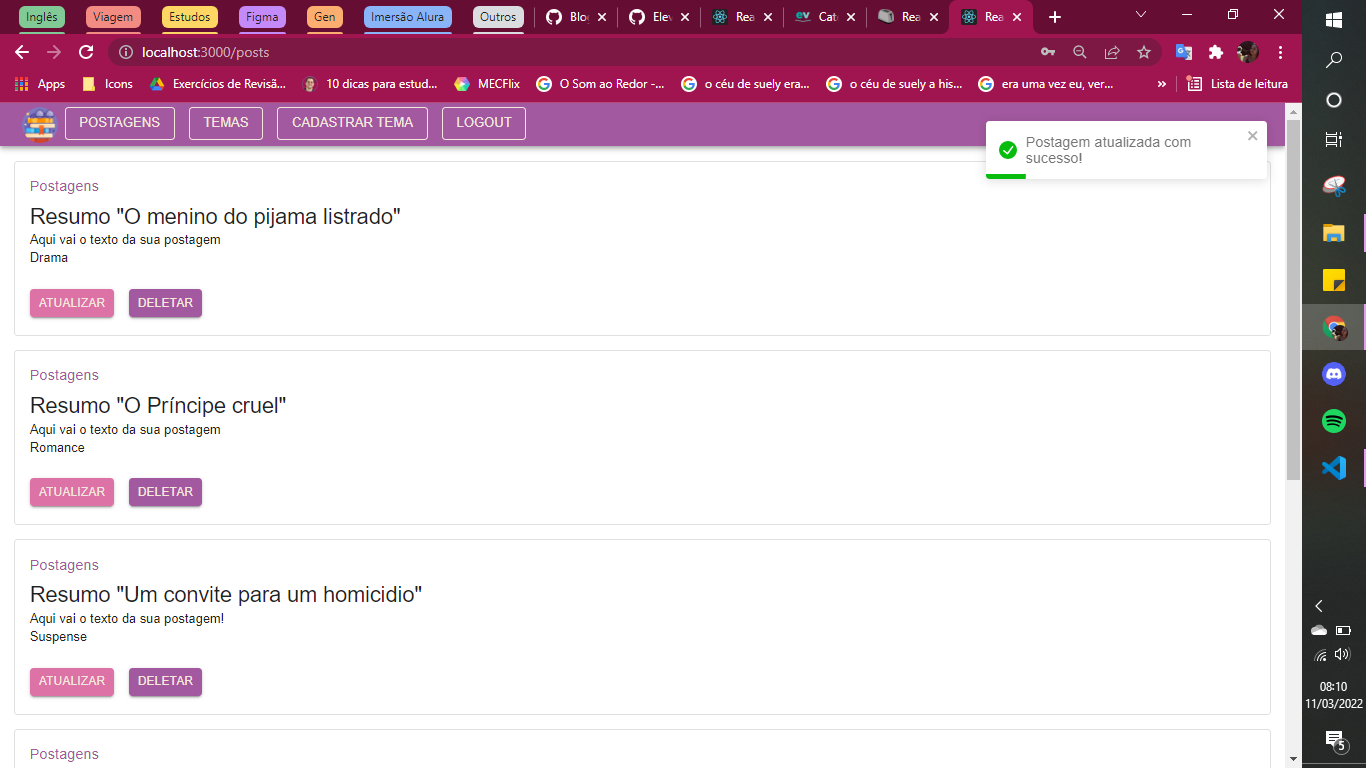 Inglês Viagem Estudos Figma Gen Imersão Alura Outros Blo Ele Rea Cat Rea Rea
localhost:3000/posts
Apps Icons Exercícios de Revisã... 10 dicas para estud... MECFlix O Som ao Redor -... o céu de suely era... o céu de suely a his... era uma vez eu, ver... » Lista de leitura
POSTAGENS TEMAS CADASTRAR TEMA LOGOUT
Postagem atualizada com
sucesso!
Postagens
Resumo "O menino do pijama listrado"
Aqui vai o texto da sua postagem
Drama
ATUALIZAR DELETAR
Postagens
Resumo "O Príncipe cruel"
Aqui vai o texto da sua postagem
Romance
ATUALIZAR DELETAR
Postagens
Resumo "Um convite para um homicidio"
Aqui vai o texto da sua postagem!
Suspense
ATUALIZAR DELETAR
Postagens
08:10
11/03/2022
5